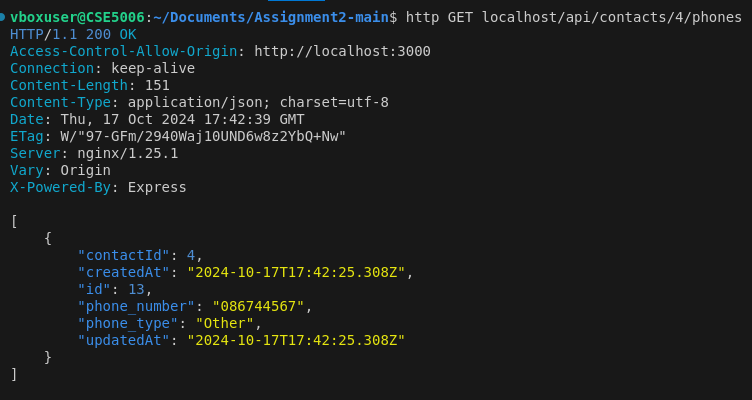 vboxuser@CSE5006:~/Documents/Assignment2-main$ http GET localhost/api/contacts/4/phones
HTTP/1.1 200 OK
Access-Control-Allow-Origin: http://localhost:3000
Connection: keep-alive
Content-Length: 151
Content-Type: application/json; charset=utf-8
Date: Thu, 17 Oct 2024 17:42:39 GMT
ETag: W/"97-GFm/2940Waj10UND6w8z2YbQ+Nw"
Server: nginx/1.25.1
Vary: Origin
X-Powered-By: Express
[
    {
        "contactId": 4,
        "createdAt": "2024-10-17T17:42:25.308Z",
        "id": 13,
        "phone_number": "086744567",
        "phone_type": "Other",
        "updatedAt": "2024-10-17T17:42:25.308Z"
    }
]